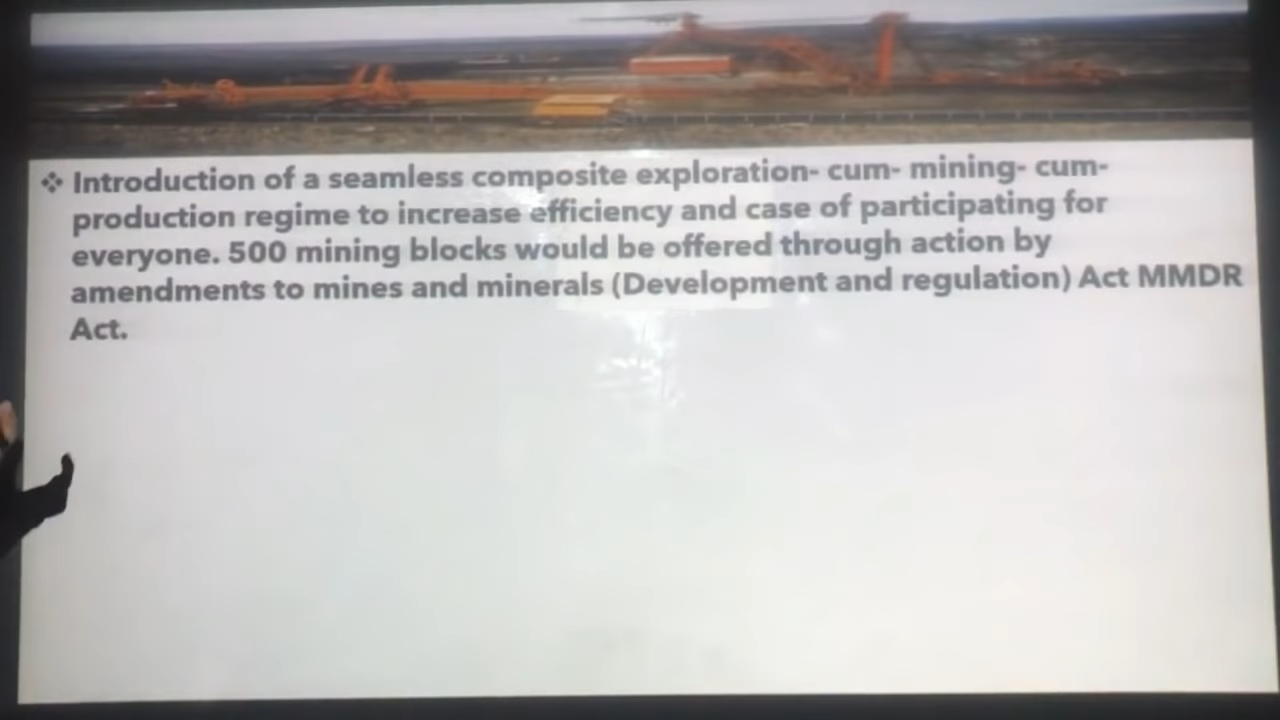 ❖ Introduction of a seamless composite exploration- cum- mining- cum-
production regime to increase efficiency and case of participating for
everyone. 500 mining blocks would be offered through action by
amendments to mines and minerals (Development and regulation) Act MMDR
Act.